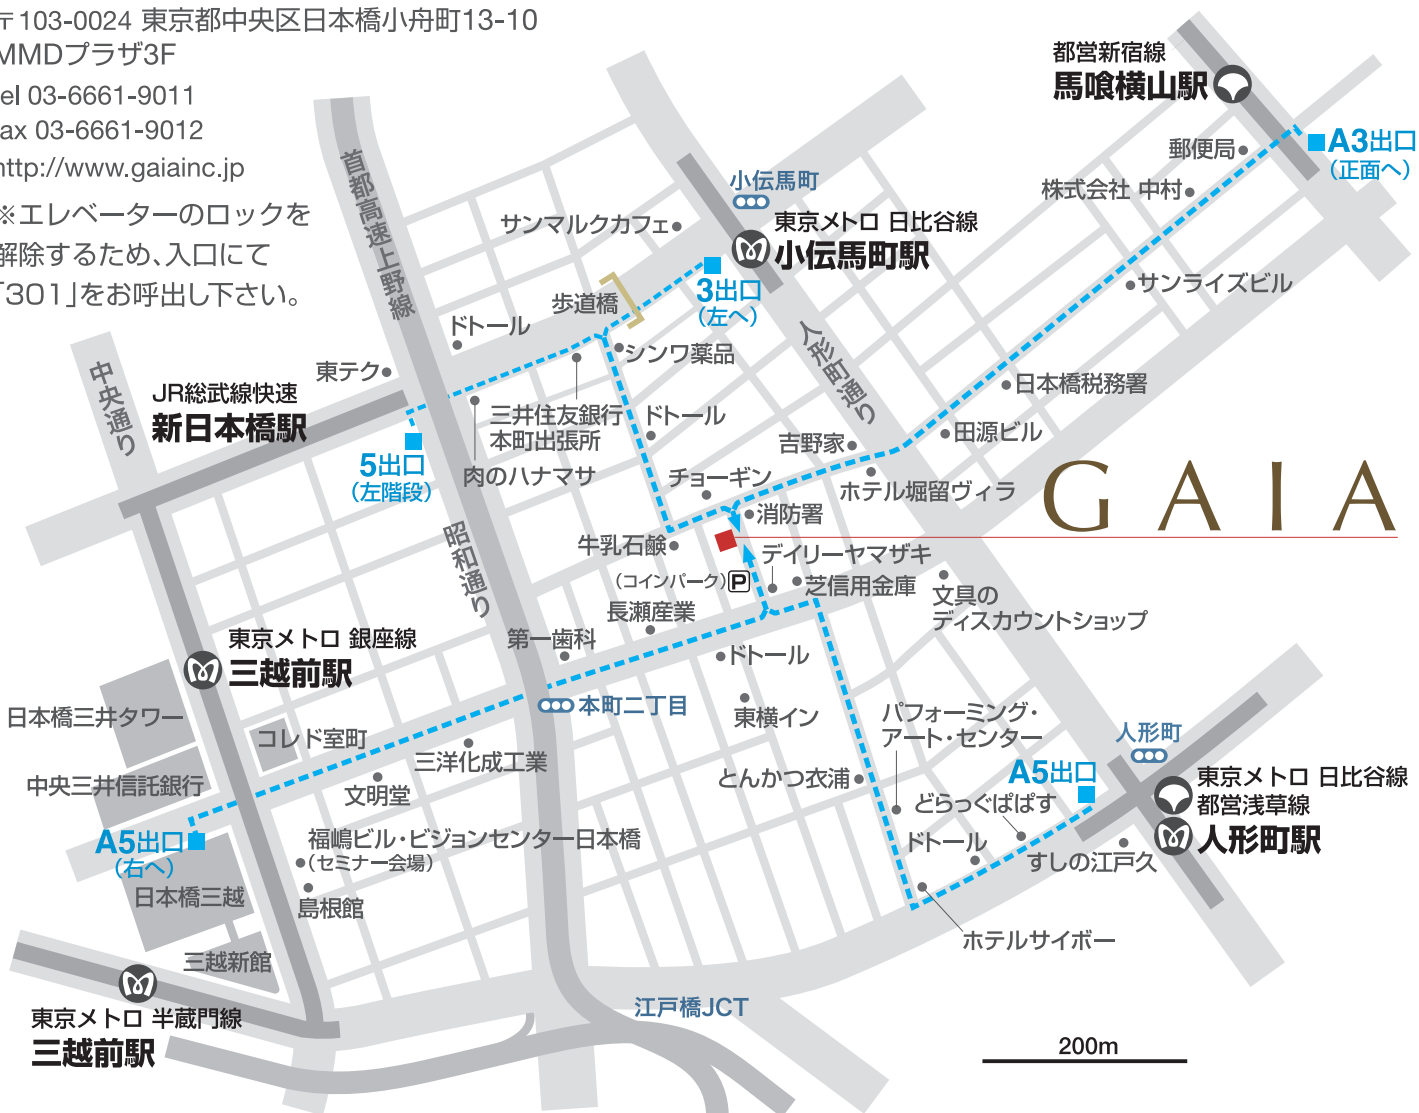 〒103-0024 東京都中央区日本橋小舟町13-10
MMDプラザ3F
el 03-6661-9011
ax 03-6661-9012
http://www.gaiainc.jp
※エレベーターのロックを
解除するため、入口にて
「301」をお呼出し下さい。
都営新宿線
馬喰横山駅
A3出口
(正面へ)
郵便局
株式会社 中村
サンライズビル
首都高速上野線
小伝馬町
サンマルクカフェ
東京メトロ 日比谷線
小伝馬町駅
3出口
(左へ)
歩道橋
ドトール
シンワ薬品
人形町通り
日本橋税務署
田源ビル
中央通り
東テク
JR総武線快速
新日本橋駅
三井住友銀行
本町出張所
ドトール
吉野家
5出口
(左階段)
肉のハナマサ
チョーギン
ホテル堀留ヴィラ
GAIA
消防署
昭和通り
牛乳石鹸
デイリーヤマザキ
(コインパーク)P
芝信用金庫
文具の
ディスカウントショップ
長瀬産業
第一歯科
ドトール
東京メトロ 銀座線
三越前駅
本町二丁目
東横イン
日本橋三井タワー
コレド室町
三洋化成工業
パフォーミング・
アート・センター
人形町
とんかつ衣浦
A5出口
東京メトロ 日比谷線
都営浅草線
人形町駅
中央三井信託銀行
文明堂
どらっぐぱぱす
A5出口
(右へ)
福嶋ビル・ビジョンセンター日本橋
(セミナー会場)
ドトール
すしの江戸久
日本橋三越
島根館
ホテルサイボー
三越新館
東京メトロ 半蔵門線
三越前駅
江戸橋JCT
200m